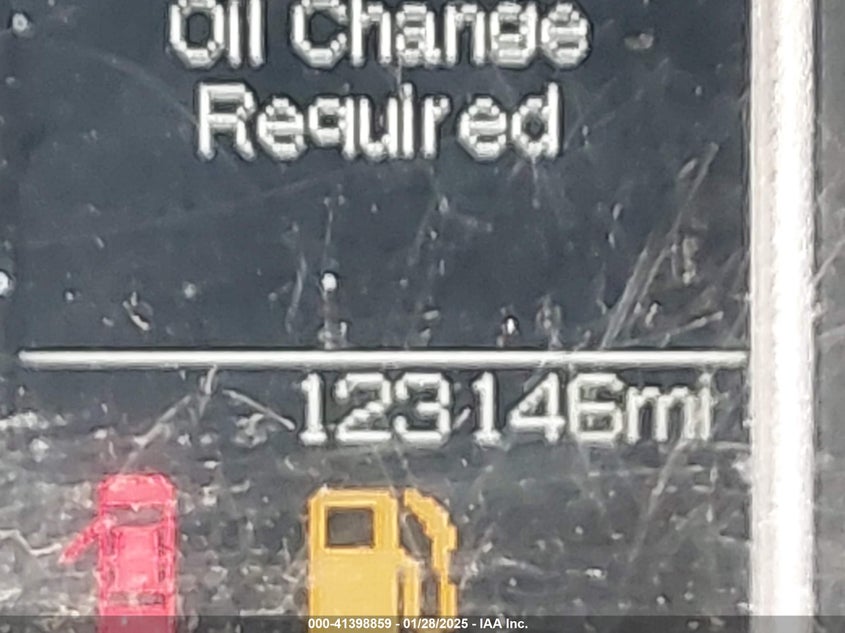 Oil Change
Required
123146mi
000-41398859 - 01/28/2025 - IAA Inc.